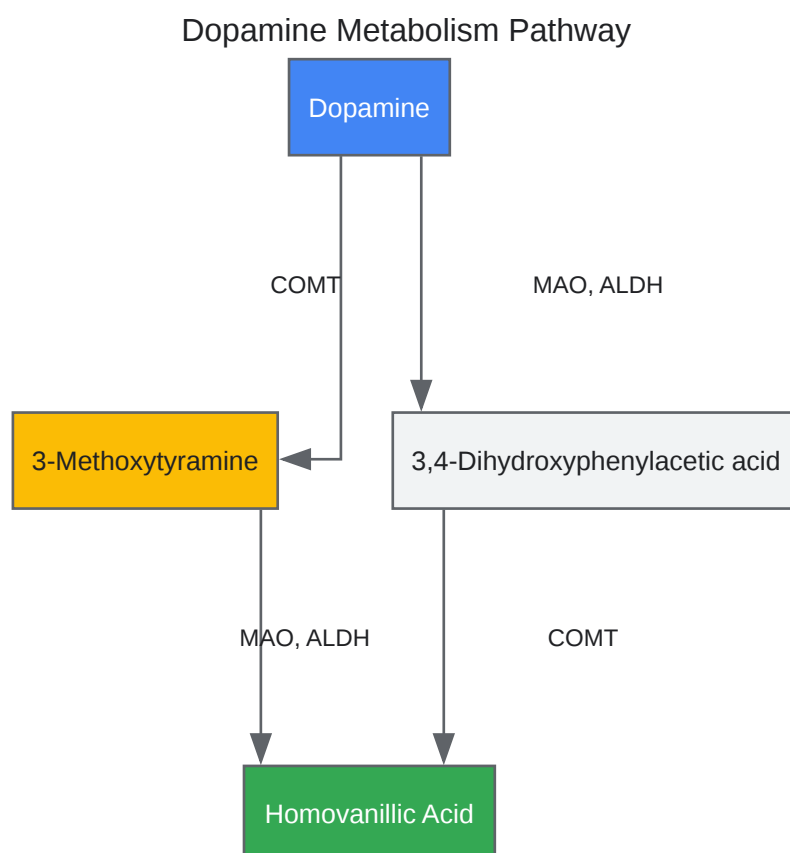 Dopamine Metabolism Pathway
Dopamine
COMT
MAO, ALDH
3-Methoxytyramine
3,4-Dihydroxyphenylacetic acid
MAO, ALDH
COMT
Homovanillic Acid